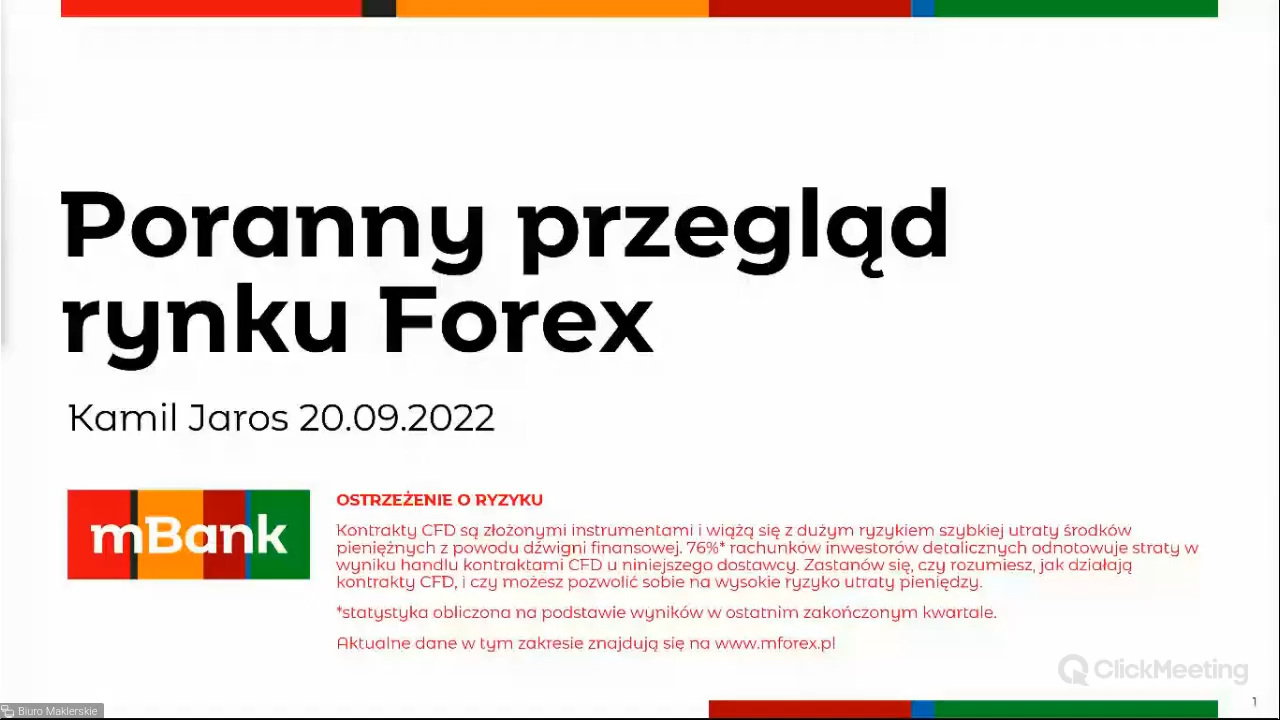 Poranny przegląd
rynku Forex
Kamil Jaros 20.09.2022
mBank
OSTRZEŻENIE O RYZYKU
Kontrakty CFD są złożonymi instrumentami i wiążą się z dużym ryzykiem szybkiej utraty środków
pieniężnych z powodu dźwigni finansowej. 76%* rachunków inwestorów detalicznych odnotowuje straty w
wyniku handlu kontraktami CFD u niniejszego dostawcy. Zastanów się, czy rozumiesz, jak działają
kontrakty CFD, i czy możesz pozwolić sobie na wysokie ryzyko utraty pieniędzy.
*statystyka obliczona na podstawie wyników w ostatnim zakończonym kwartale.
Aktualne dane w tym zakresie znajdują się na www.mforex.pl
ClickMeeting
Biuro Maklerskie
1